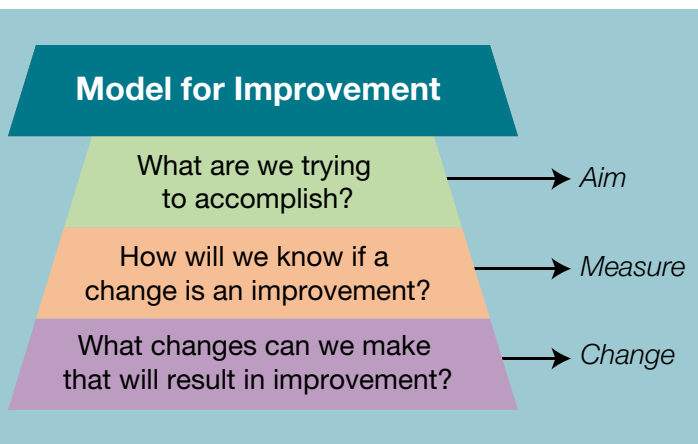 Model for Improvement
What are we trying
to accomplish?
Aim
How will we know if a
change is an improvement?
Measure
What changes can we make
that will result in improvement?
Change